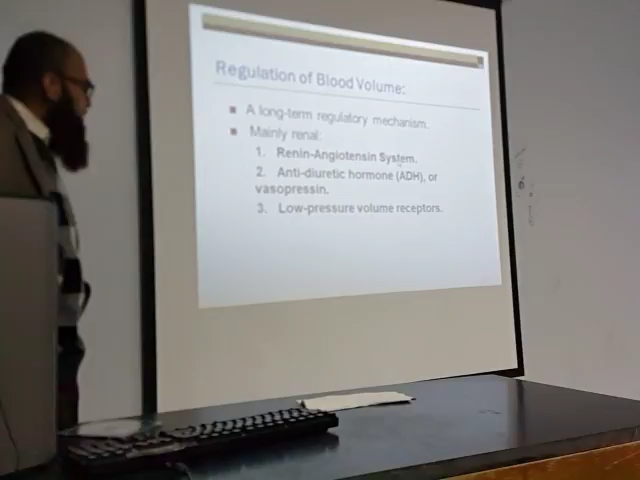 Regulation of Blood Volume:
A long-term regulatory mechanism.
Mainly renal:
1. Renin-Angiotensin System.
2. Anti-diuretic hormone (ADH), or
vasopressin.
3. Low-pressure volume receptors.